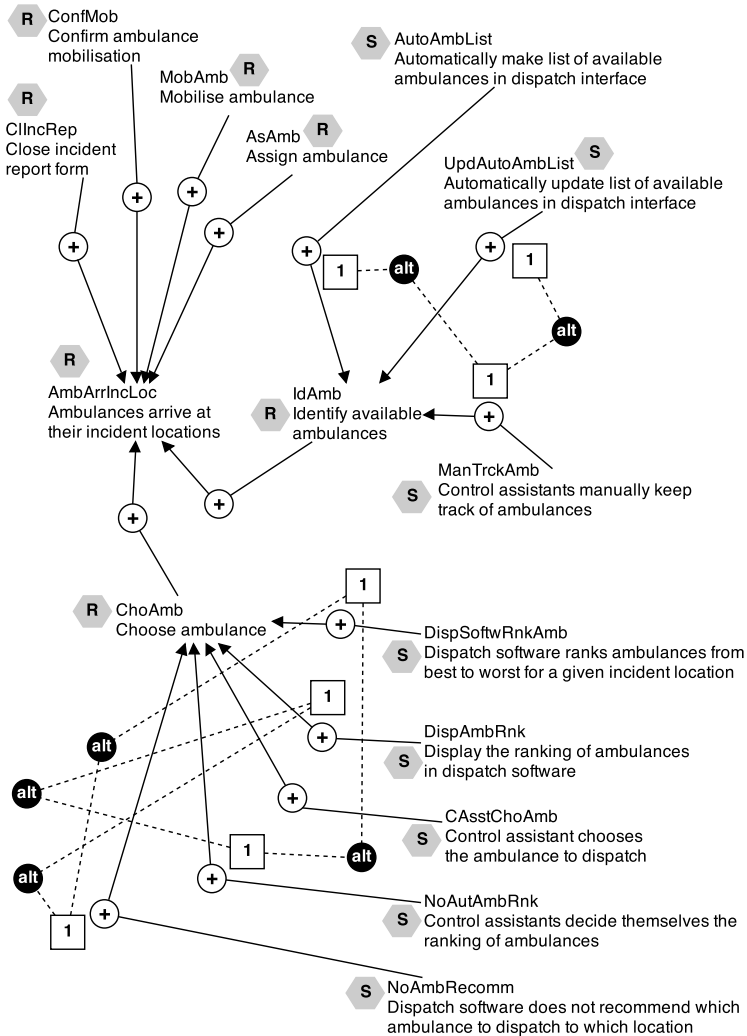 R ConfMob
Confirm ambulance
mobilisation
S AutoAmbList
Automatically make list of available
ambulances in dispatch interface
MobAmb R
Mobilise ambulance
R
ClIncRep
Close incident
report form
AsAmb R
Assign ambulance
UpdAutoAmbList S
Automatically update list of available
ambulances in dispatch interface
+
+
+
+
+
+
1
alt
1
alt
1
R
AmbArrIncLoc
Ambulances arrive at
their incident locations
R
IdAmb
Identify available
ambulances
+
ManTrckAmb
S Control assistants manually keep
track of ambulances
+
+
1
R ChoAmb
Choose ambulance
+
DispSoftwRnkAmb
S Dispatch software ranks ambulances from
best to worst for a given incident location
1
+
alt
DispAmbRnk
S Display the ranking of ambulances
in dispatch software
alt
+
CAsstChoAmb
S Control assistant chooses
the ambulance to dispatch
1
alt
alt
+
NoAutAmbRnk
S Control assistants decide themselves the
ranking of ambulances
1
+
S NoAmbRecomm
Dispatch software does not recommend which
ambulance to dispatch to which location